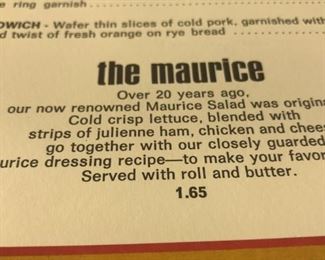 ring garnish
DWICH - Wafer thin slices of cold pork, garnished with
twist of fresh orange on rye bread
the maurice
Over 20 years ago,
our now renowned Maurice Salad was origina
Cold crisp lettuce, blended with
strips of julienne ham, chicken and chees
go together with our closely guarded
urice dressing recipe—to make your favor
Served with roll and butter.
1.65